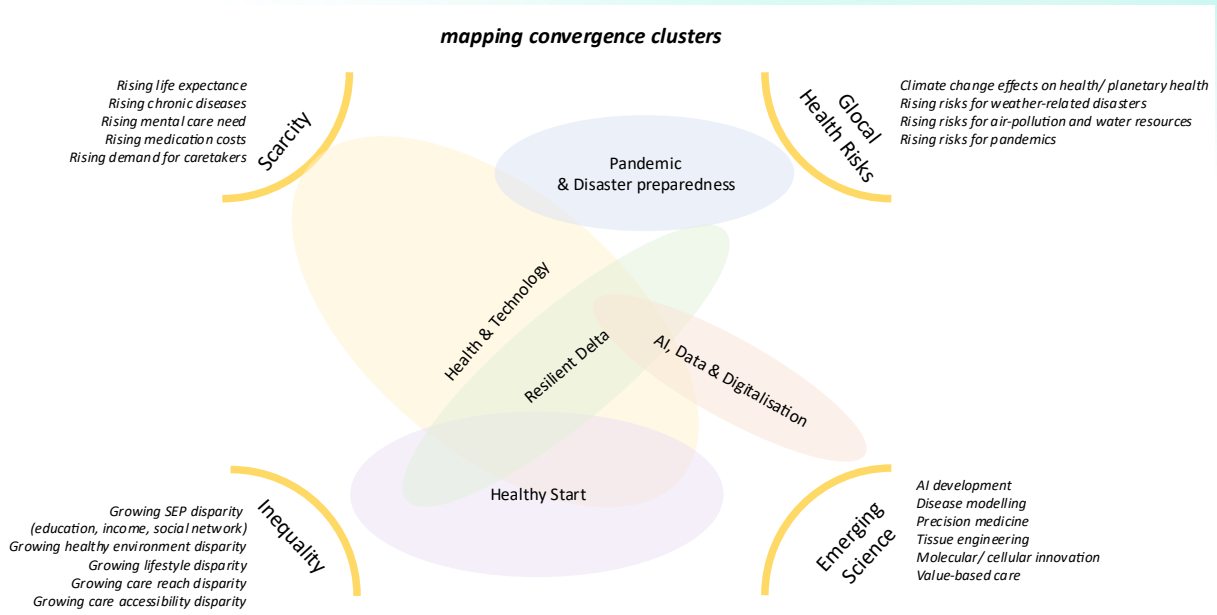 mapping convergence clusters
Rising life expectance
Rising chronic diseases
Rising mental care need
Rising medication costs
Rising demand for caretakers
Scarcity
Pandemic
& Disaster preparedness
Glocal
Health Risks
Climate change effects on health/ planetary health
Rising risks for weather-related disasters
Rising risks for air-pollution and water resources
Rising risks for pandemics
Health & Technology
Resilient Delta
AI, Data & Digitalisation
Healthy Start
Growing SEP disparity
(education, income, social network)
Growing healthy environment disparity
Growing lifestyle disparity
Growing care reach disparity
Growing care accessibility disparity
Inequality
Emerging
Science
AI development
Disease modelling
Precision medicine
Tissue engineering
Molecular/ cellular innovation
Value-based care